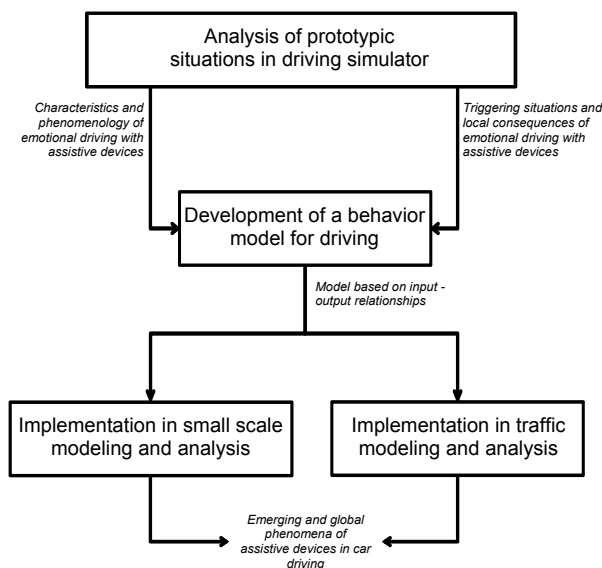 Analysis of prototypic
situations in driving simulator
Characteristics and
phenomenology of
emotional driving with
assistive devices
Triggering situations and
local consequences of
emotional driving with
assistive devices
Development of a behavior
model for driving
Model based on input -
output relationships
Implementation in small scale
modeling and analysis
Implementation in traffic
modeling and analysis
Emerging and global
phenomena of
assistive devices in car
driving